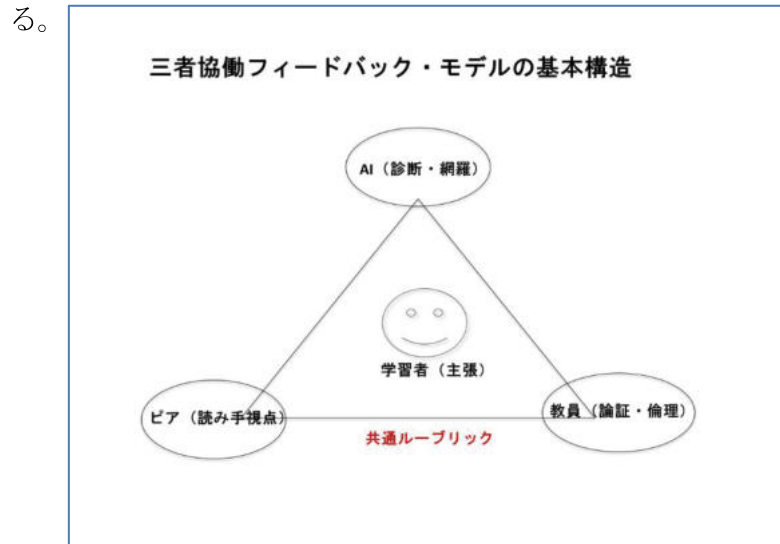 る。
三者協働フィードバック・モデルの基本構造
AI（診断・網羅）
学習者（主張）
ピア（読み手視点）
教員（論証・倫理）
共通ルーブリック